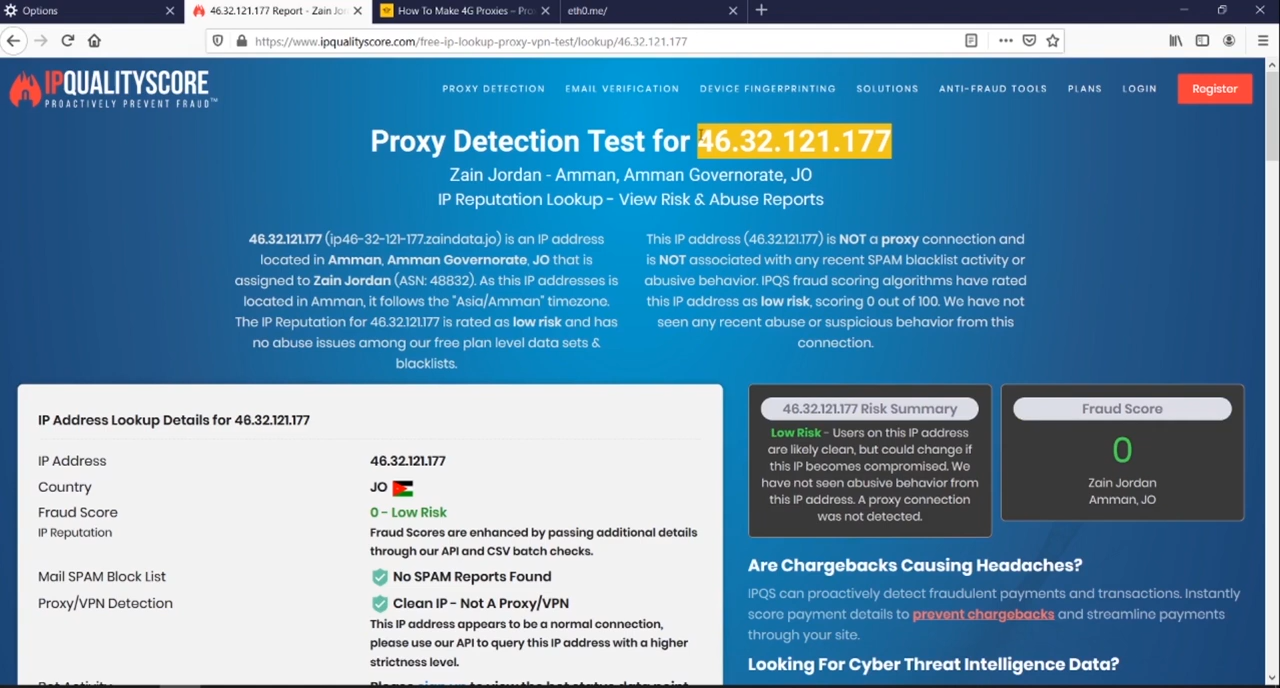 Options
46.32.121.177 Report - Zain Jor
How To Make 4G Proxies – Pro
eth0.me/
https://www.ipqualityscore.com/free-ip-lookup-proxy-vpn-test/lookup/46.32.121.177
IPQUALITYSCORE
PROACTIVELY PREVENT FRAUD™
PROXY DETECTION
EMAIL VERIFICATION
DEVICE FINGERPRINTING
SOLUTIONS
ANTI-FRAUD TOOLS
PLANS
LOGIN
Register
Proxy Detection Test for 46.32.121.177
Zain Jordan - Amman, Amman Governorate, JO
IP Reputation Lookup - View Risk & Abuse Reports
46.32.121.177 (ip46-32-121-177.zaindata.jo) is an IP address
located in Amman, Amman Governorate, JO that is
assigned to Zain Jordan (ASN: 48832). As this IP addresses is
located in Amman, it follows the "Asia/Amman" timezone.
The IP Reputation for 46.32.121.177 is rated as low risk and has
no abuse issues among our free plan level data sets &
blacklists.
This IP address (46.32.121.177) is NOT a proxy connection and
is NOT associated with any recent SPAM blacklist activity or
abusive behavior. IPQS fraud scoring algorithms have rated
this IP address as low risk, scoring 0 out of 100. We have not
seen any recent abuse or suspicious behavior from this
connection.
IP Address Lookup Details for 46.32.121.177
IP Address
46.32.121.177
Country
JO
Fraud Score
0 - Low Risk
IP Reputation
Fraud Scores are enhanced by passing additional details
through our API and CSV batch checks.
Mail SPAM Block List
No SPAM Reports Found
Proxy/VPN Detection
Clean IP - Not A Proxy/VPN
This IP address appears to be a normal connection,
please use our API to query this IP address with a higher
strictness level.
Bot Activity
Please sign up to view the bot status data point
46.32.121.177 Risk Summary
Low Risk - Users on this IP address
are likely clean, but could change if
this IP becomes compromised. We
have not seen abusive behavior from
this IP address. A proxy connection
was not detected.
Fraud Score
0
Zain Jordan
Amman, JO
Are Chargebacks Causing Headaches?
IPQS can proactively detect fraudulent payments and transactions. Instantly
score payment details to prevent chargebacks and streamline payments
through your site.
Looking For Cyber Threat Intelligence Data?